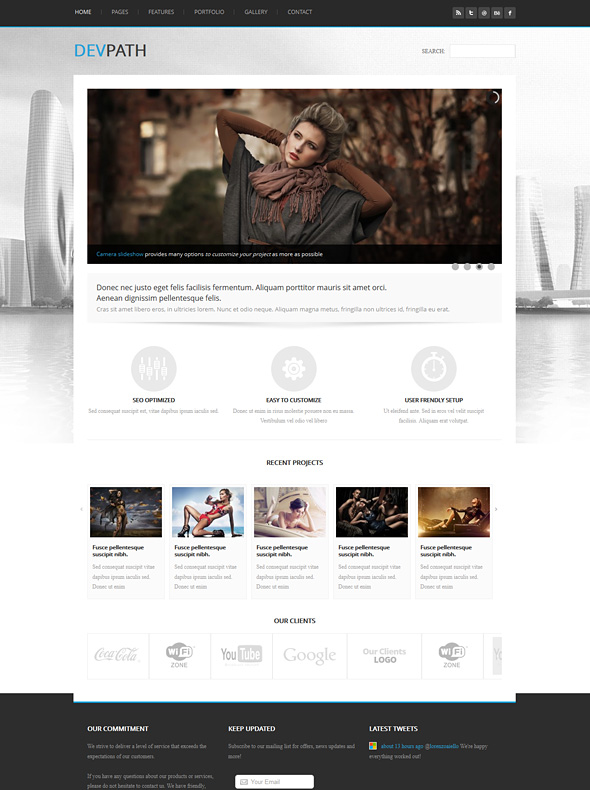 HOME PAGES FEATURES PORTFOLIO GALLERY CONTACT
DEVPATH
SEARCH:
Camera slideshow provides many options to customize your project as more as possible
Donec nec justo eget felis facilisis fermentum. Aliquam porttitor mauris sit amet orci.
Aenean dignissim pellentesque felis.
Cras sit amet libero eros, in ultricies lorem. Nunc et odio neque. Aliquam magna metus, fringilla non ultrices id, fringilla eu erat.
SEO OPTIMIZED
Sed consequat suscipit est, vitae dapibus ipsum iaculis sed.
EASY TO CUSTOMIZE
Donec ut enim in risus molestie posuere non eu massa.
Vestibulum vel odio vel libero
USER FRENDLY SETUP
Ut eleifend ante. Sed in eros vel velit suscipit
facilisis. Aliquam erat volutpat
RECENT PROJECTS
Fusce pellentesque
suscipit nibh.
Sed consequat suscipit vitae
dapibus ipsum iaculis sed.
Donec ut enim
Fusce pellentesque
suscipit nibh.
Sed consequat suscipit vitae
dapibus ipsum iaculis sed.
Donec ut enim
Fusce pellentesque
suscipit nibh.
Sed consequat suscipit vitae
dapibus ipsum iaculis sed.
Donec ut enim
Fusce pellentesque
suscipit nibh.
Sed consequat suscipit vitae
dapibus ipsum iaculis sed.
Donec ut enim
Fusce pellentesque
suscipit nibh.
Sed consequat suscipit vitae
dapibus ipsum iaculis sed.
Donec ut enim
OUR CLIENTS
Coca-Cola
Wi Fi
ZONE
You Tube
Google
Our Clients
LOGO
Wi Fi
ZONE
OUR COMMITMENT
We strive to deliver a level of service that exceeds the
expectations of our customers.
If you have any questions about our products or services,
please do not hesitate to contact us. We have friendly,
KEEP UPDATED
Subscribe to our mailing list for offers, news updates and
more!
Your Email
LATEST TWEETS
about 13 hours ago We're happy
everything worked out!